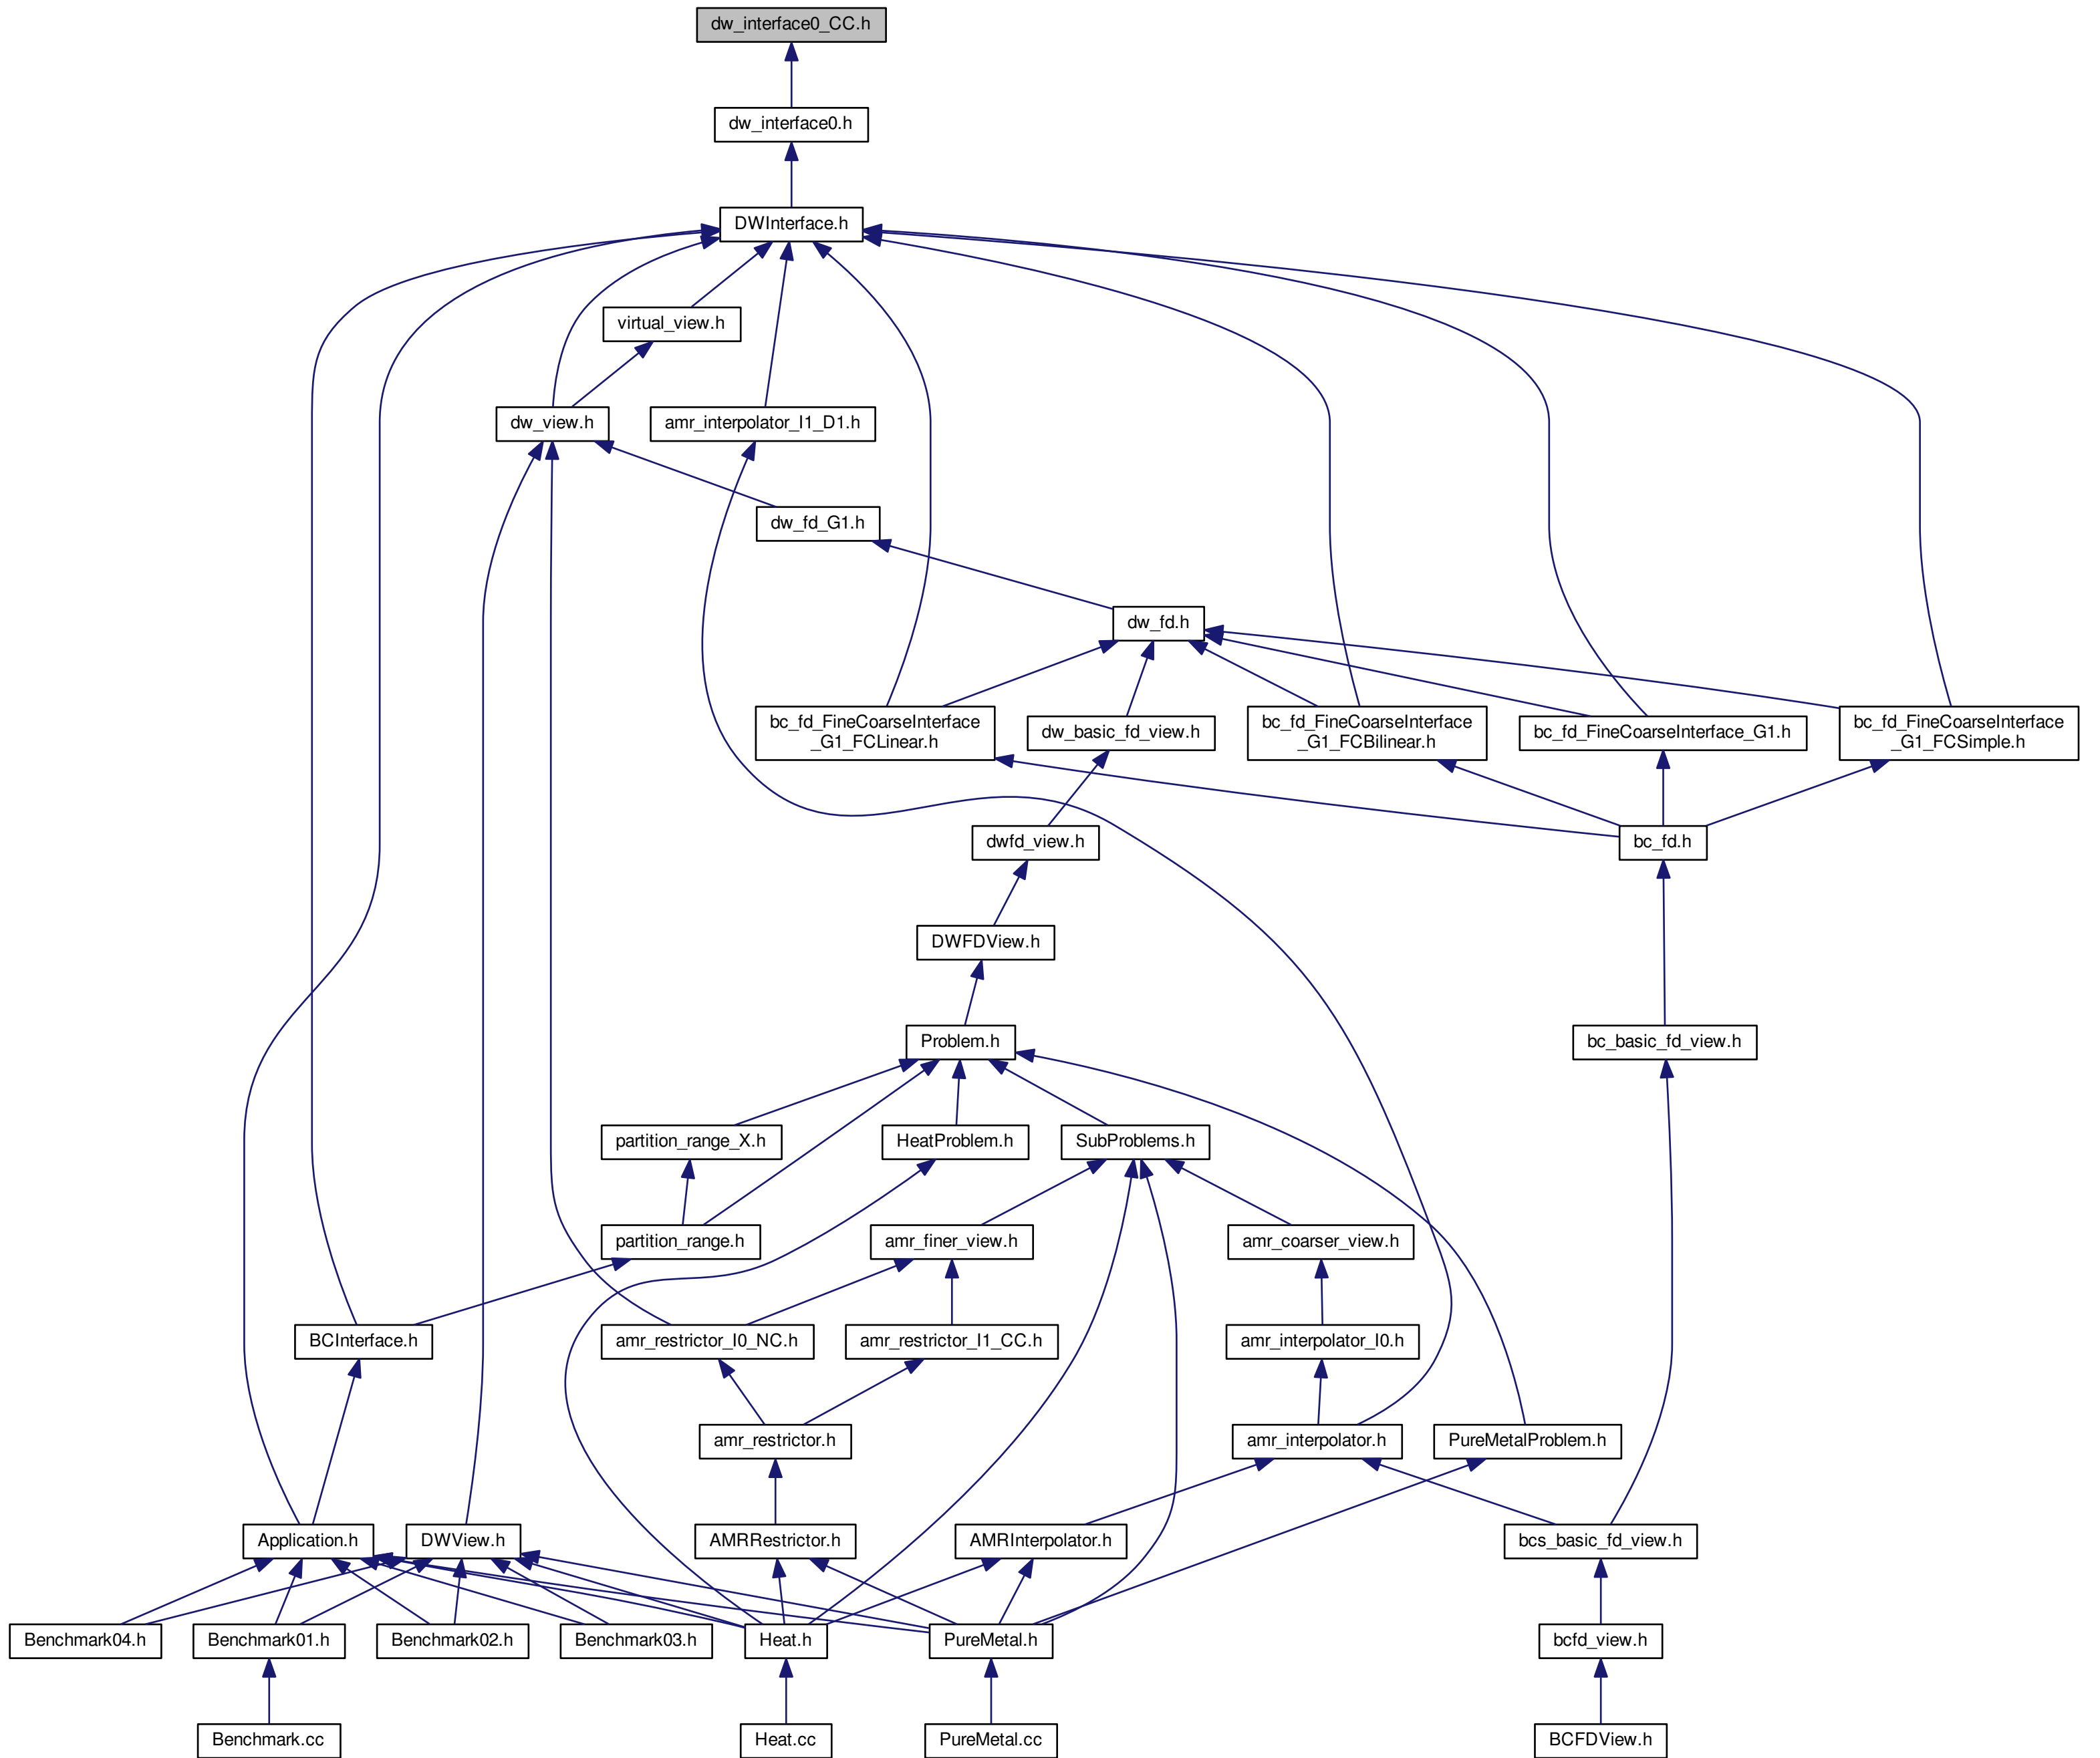 dw_interface0_CC.h
dw_interface0.h
DWInterface.h
virtual_view.h
dw_view.h
amr_interpolator_I1_D1.h
dw_fd_G1.h
dw_fd.h
bc_fd_FineCoarseInterface
_G1_FCLinear.h
dw_basic_fd_view.h
bc_fd_FineCoarseInterface
_G1_FCBilinear.h
bc_fd_FineCoarseInterface_G1.h
bc_fd_FineCoarseInterface
_G1_FCSimple.h
dwfd_view.h
bc_fd.h
DWFDView.h
Problem.h
bc_basic_fd_view.h
partition_range_X.h
HeatProblem.h
SubProblems.h
partition_range.h
amr_finer_view.h
amr_coarser_view.h
BCInterface.h
amr_restrictor_I0_NC.h
amr_restrictor_I1_CC.h
amr_interpolator_I0.h
amr_restrictor.h
amr_interpolator.h
PureMetalProblem.h
Application.h
DWView.h
AMRRestrictor.h
AMRInterpolator.h
bcs_basic_fd_view.h
Benchmark04.h
Benchmark01.h
Benchmark02.h
Benchmark03.h
Heat.h
PureMetal.h
bcfd_view.h
Benchmark.cc
Heat.cc
PureMetal.cc
BCFDView.h